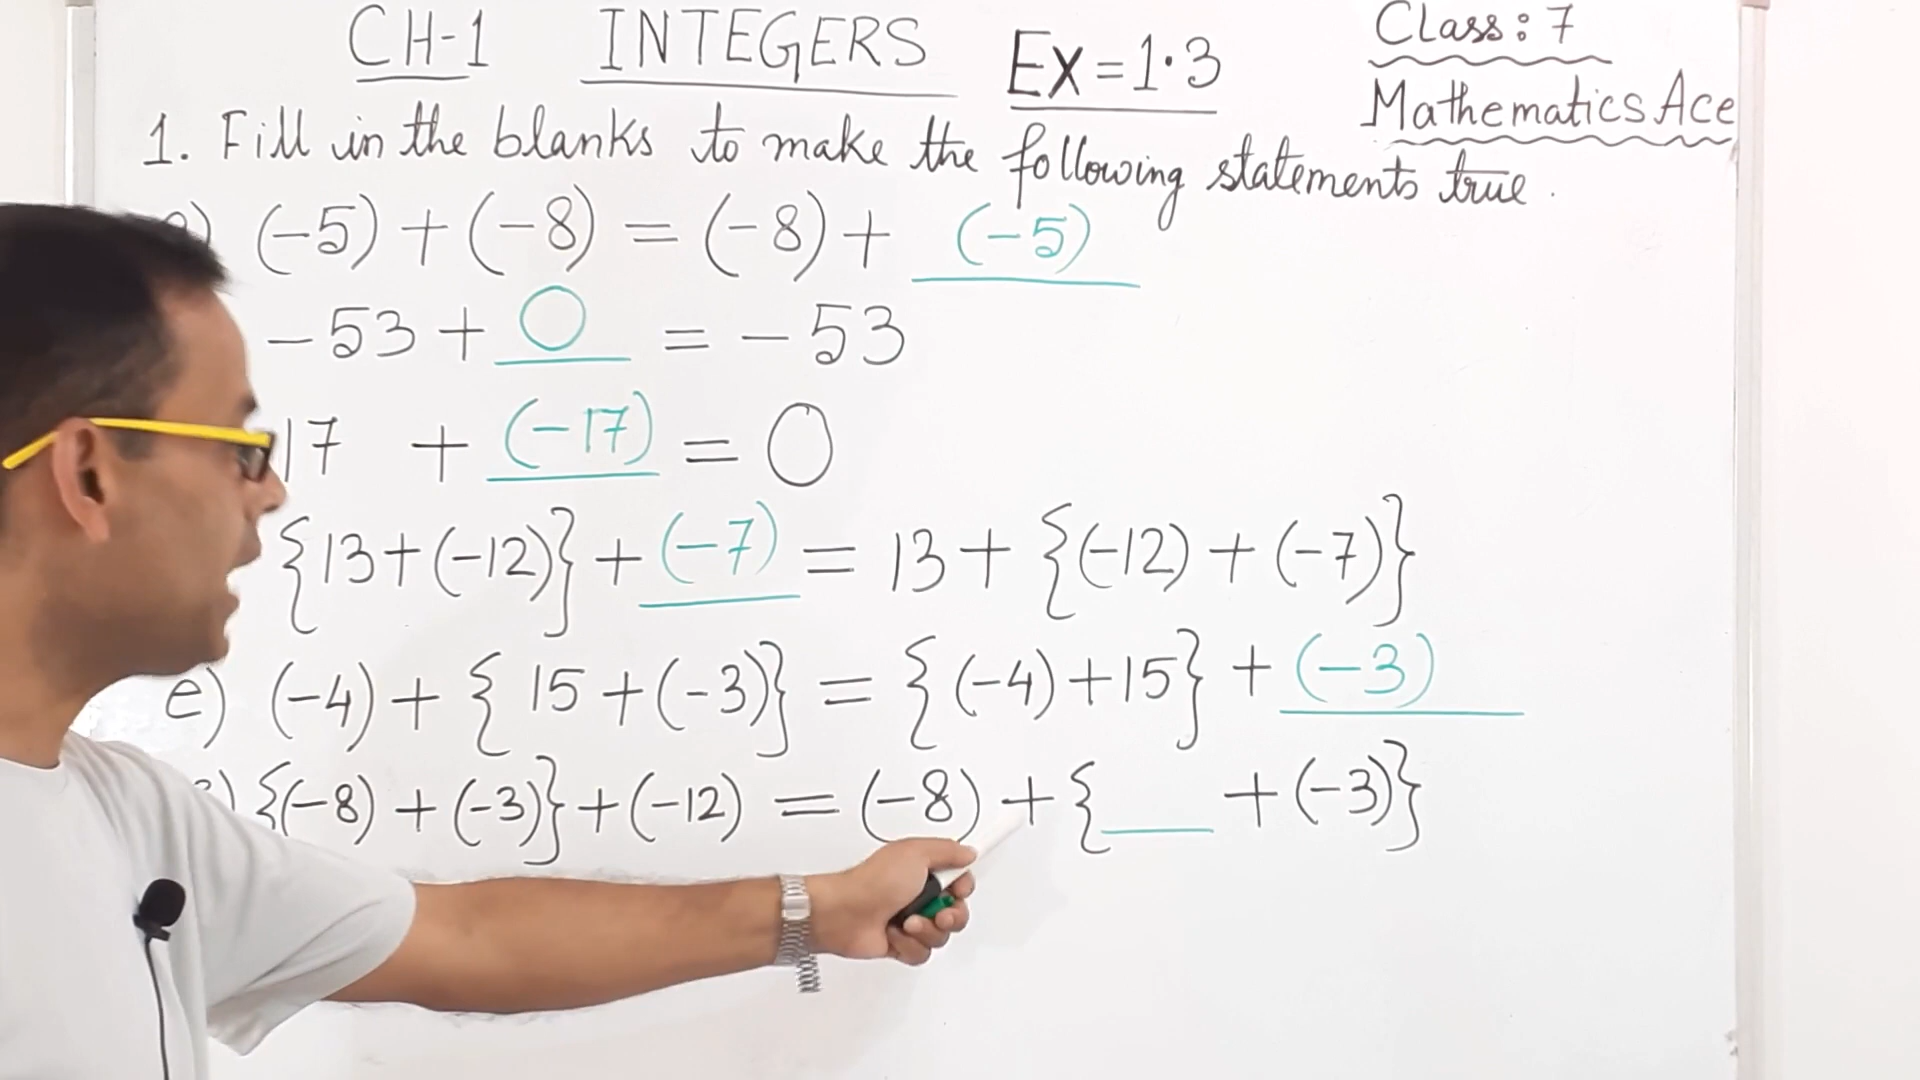 CH-1 INTEGERS Ex=1.3 Class: 7
Mathematics Ace
1. Fill in the blanks to make the following statements true.
(-5)+(-8) = (-8)+ (-5)
-53+ 0 = -53
17 + (-17) = 0
{13+(-12)}+(-7) = 13+{(-12)+(-7)}
e) (-4)+{15+(-3)} = {(-4)+15}+(-3)
{(-8)+(-3)}+(-12) = (-8)+{___+(-3)}